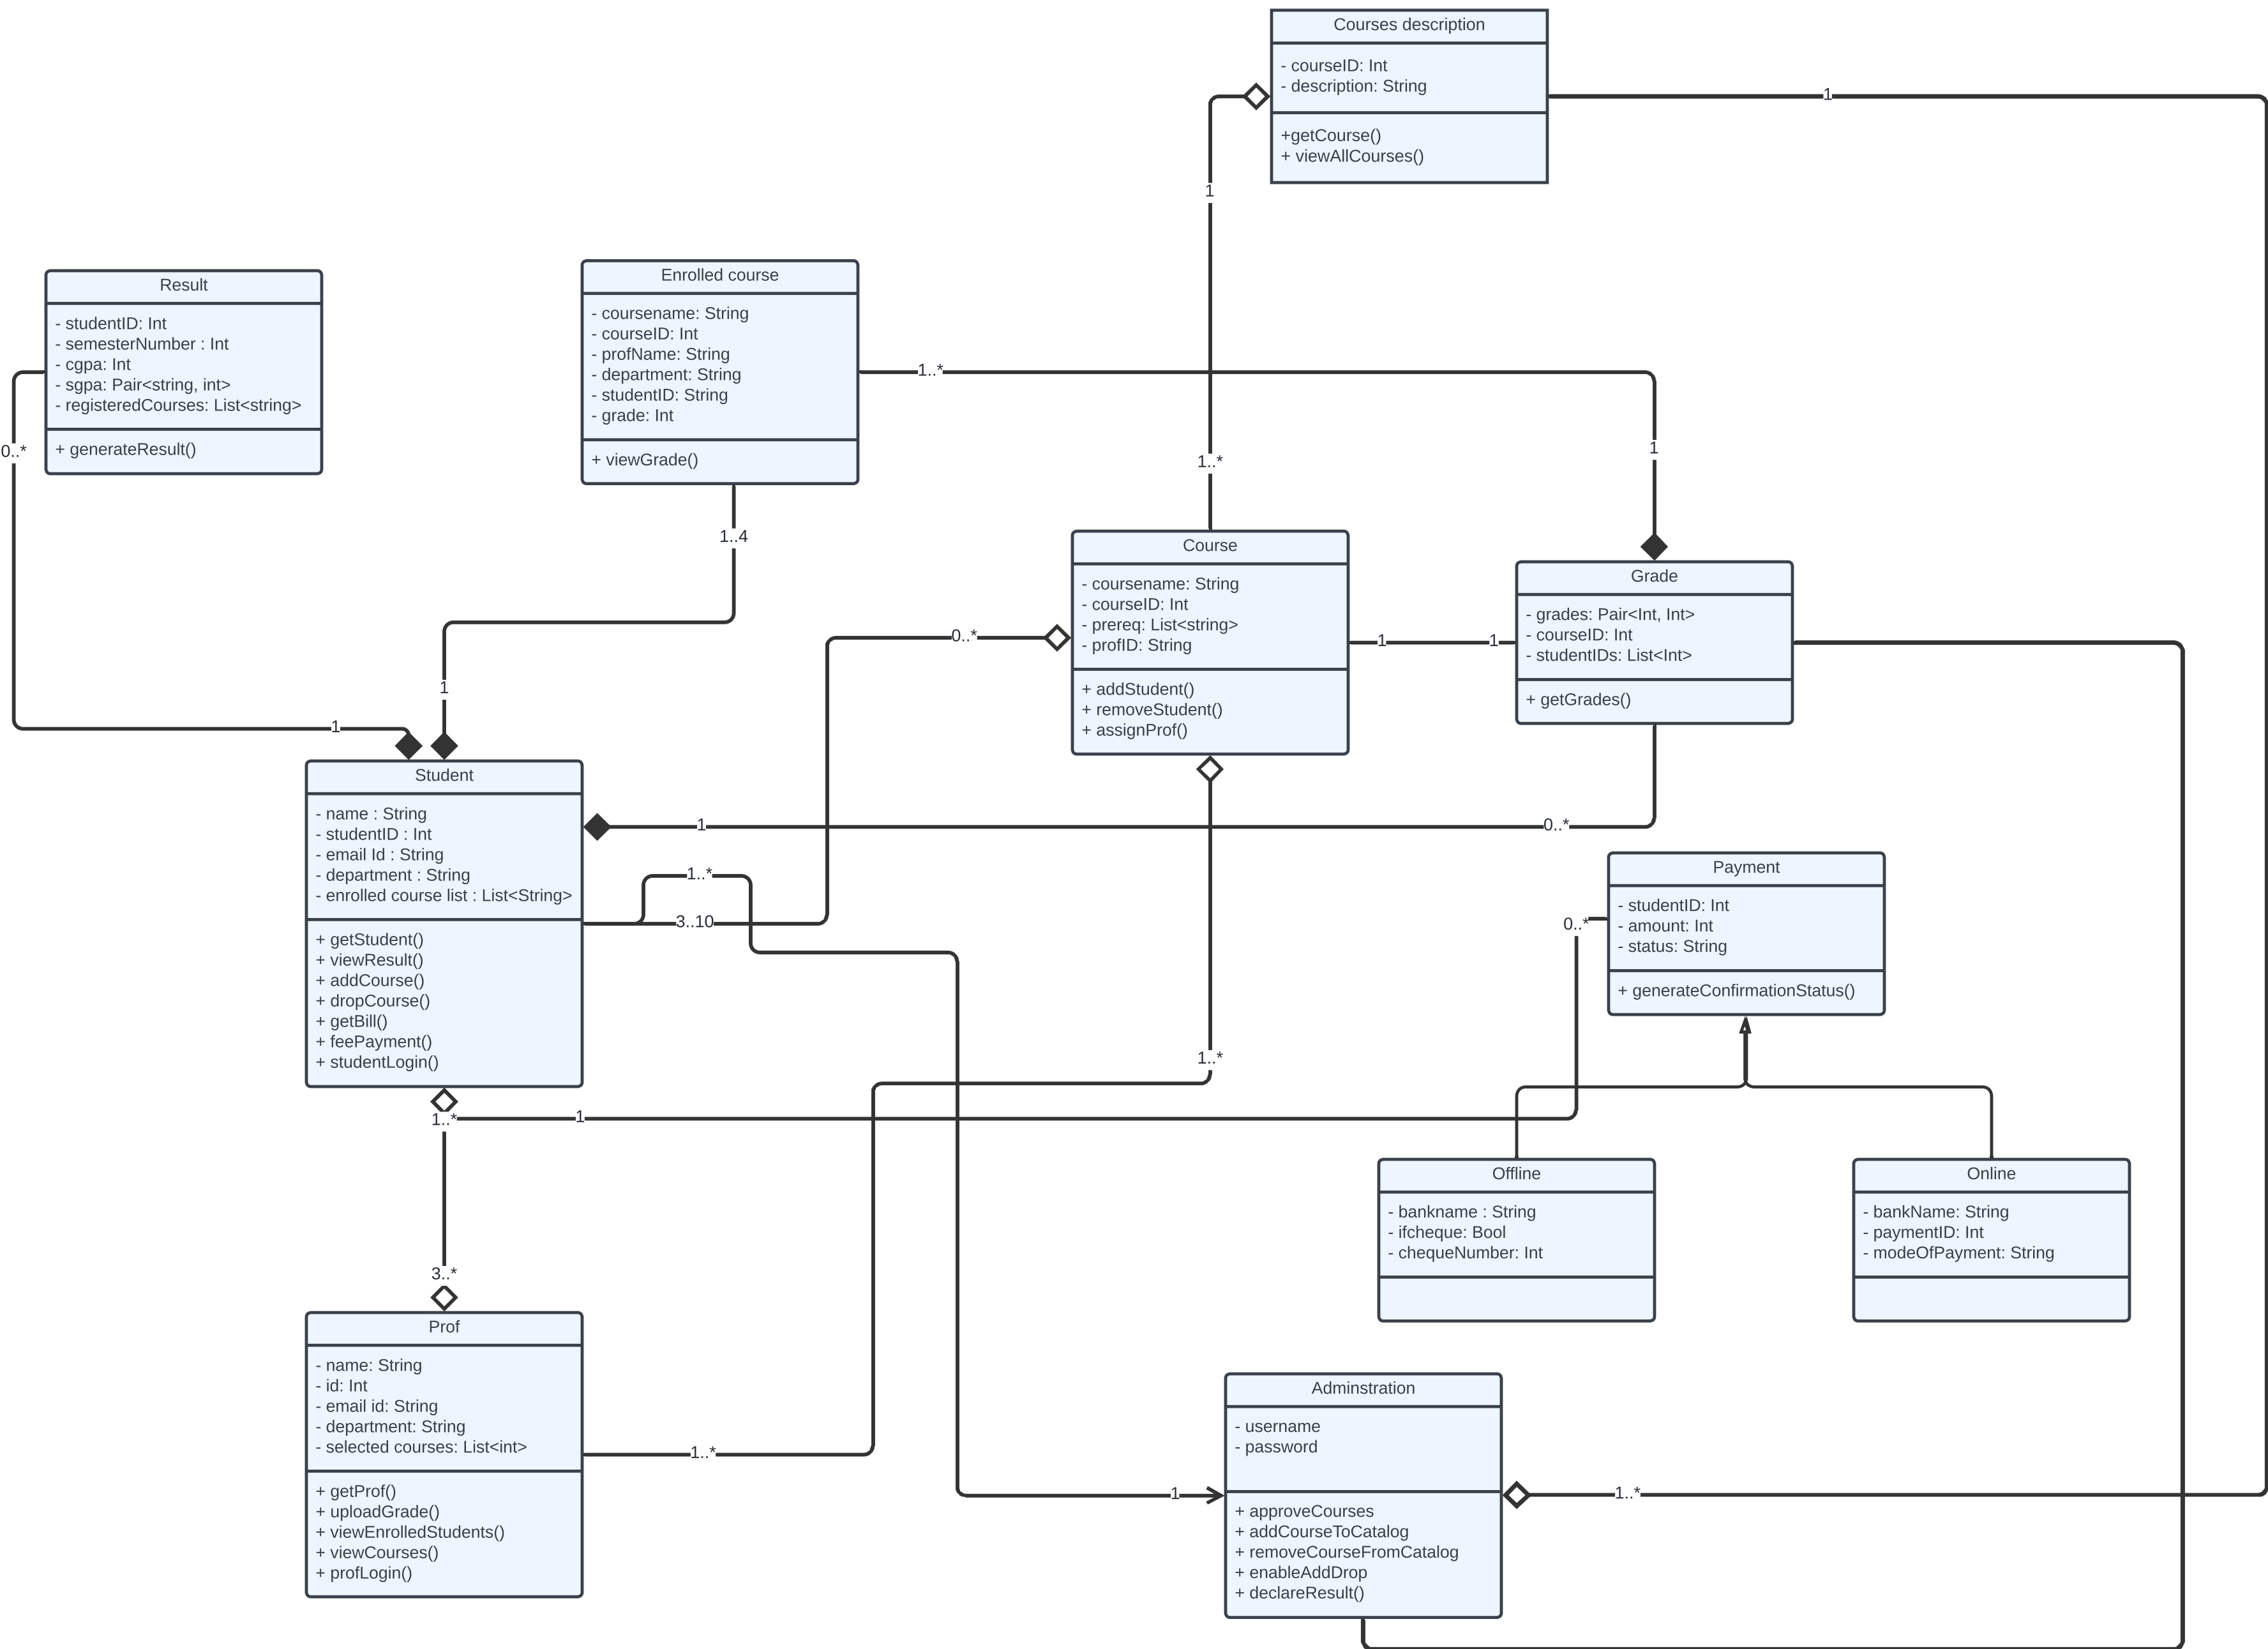 Courses description
- courseID: Int
- description: String
+getCourse()
+ viewAllCourses()
1
1
Result
- studentID: Int
- semesterNumber : Int
- cgpa: Int
- sgpa: Pair<string, int>
- registeredCourses: List<string>
+ generateResult()
0..*
1
Enrolled course
- coursename: String
- courseID: Int
- profName: String
- department: String
- studentID: String
- grade: Int
+ viewGrade()
1..*
1
1..4
1
1..*
Course
- coursename: String
- courseID: Int
- prereq: List<string>
- profID: String
+ addStudent()
+ removeStudent()
+ assignProf()
0..*
1
1
Grade
- grades: Pair<Int, Int>
- courseID: Int
- studentIDs: List<Int>
+ getGrades()
Student
- name : String
- studentID : Int
- email Id : String
- department : String
- enrolled course list : List<String>
+ getStudent()
+ viewResult()
+ addCourse()
+ dropCourse()
+ getBill()
+ feePayment()
+ studentLogin()
1
0..*
1..*
3..10
Payment
- studentID: Int
- amount: Int
- status: String
+ generateConfirmationStatus()
0..*
1..*
1..*
1
3..*
Offline
- bankname : String
- ifcheque: Bool
- chequeNumber: Int
Online
- bankName: String
- paymentID: Int
- modeOfPayment: String
Prof
- name: String
- id: Int
- email id: String
- department: String
- selected courses: List<int>
+ getProf()
+ uploadGrade()
+ viewEnrolledStudents()
+ viewCourses()
+ profLogin()
1..*
1
Adminstration
- username
- password
+ approveCourses
+ addCourseToCatalog
+ removeCourseFromCatalog
+ enableAddDrop
+ declareResult()
1..*